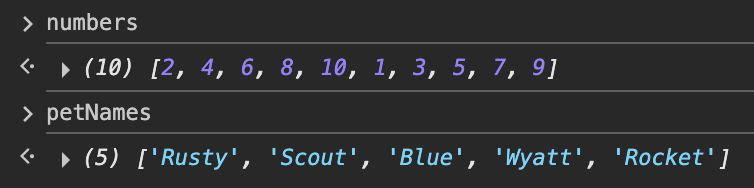 numbers
(10) [2, 4, 6, 8, 10, 1, 3, 5, 7, 9]
petNames
(5) ['Rusty', 'Scout', 'Blue', 'Wyatt', 'Rocket']